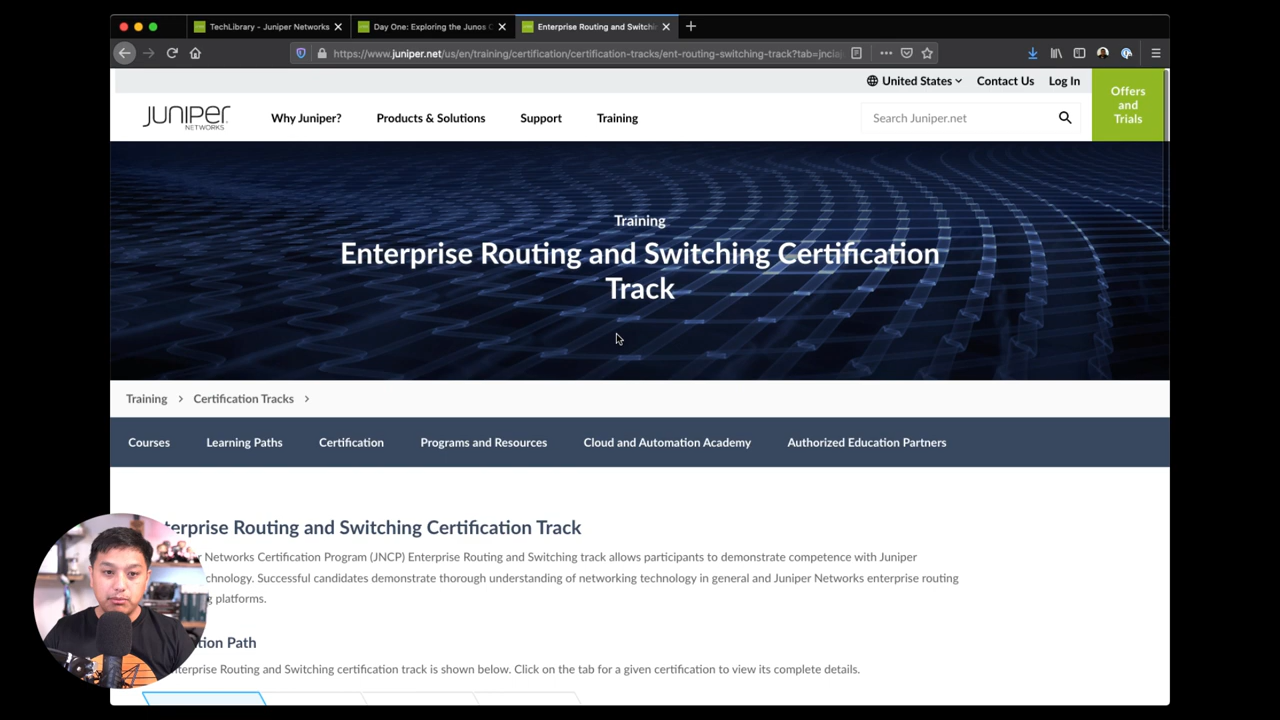 TechLibrary - Juniper Networks
Day One: Exploring the Junos C
Enterprise Routing and Switchin
https://www.juniper.net/us/en/training/certification/certification-tracks/ent-routing-switching-track?tab=jncia
United States
Contact Us
Log In
Offers and Trials
JUNIPER NETWORKS
Why Juniper?
Products & Solutions
Support
Training
Search Juniper.net
Training
Enterprise Routing and Switching Certification
Track
Training > Certification Tracks >
Courses
Learning Paths
Certification
Programs and Resources
Cloud and Automation Academy
Authorized Education Partners
terprise Routing and Switching Certification Track
r Networks Certification Program (JNCP) Enterprise Routing and Switching track allows participants to demonstrate competence with Juniper
chnology. Successful candidates demonstrate thorough understanding of networking technology in general and Juniper Networks enterprise routing
g platforms.
tion Path
terprise Routing and Switching certification track is shown below. Click on the tab for a given certification to view its complete details.